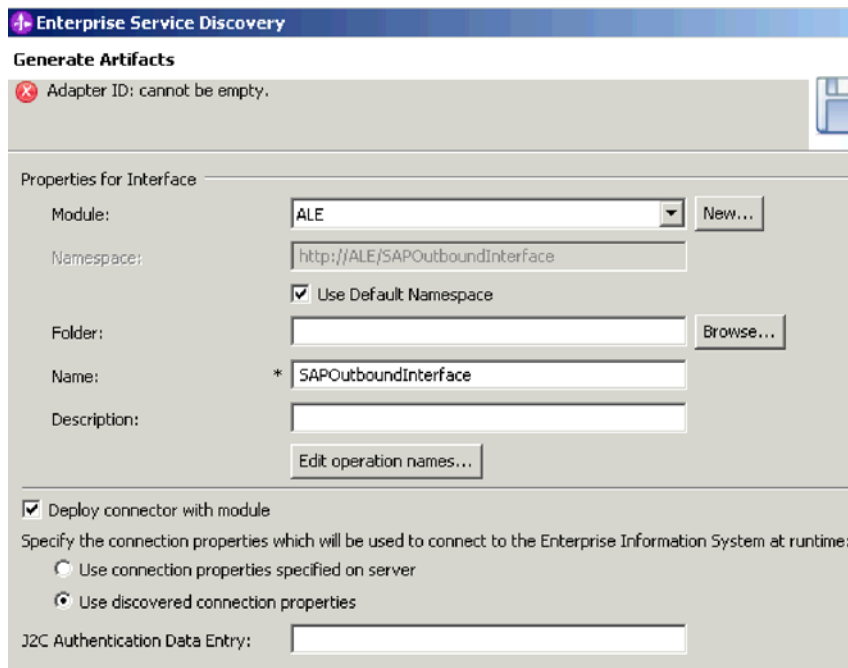 Enterprise Service Discovery
Generate Artifacts
Adapter ID: cannot be empty.
Properties for Interface
Module: ALE New...
Namespace: http://ALE/SAPOutboundInterface
Use Default Namespace
Folder: Browse...
Name: * SAPOutboundInterface
Description:
Edit operation names...
Deploy connector with module
Specify the connection properties which will be used to connect to the Enterprise Information System at runtime:
Use connection properties specified on server
Use discovered connection properties
J2C Authentication Data Entry: